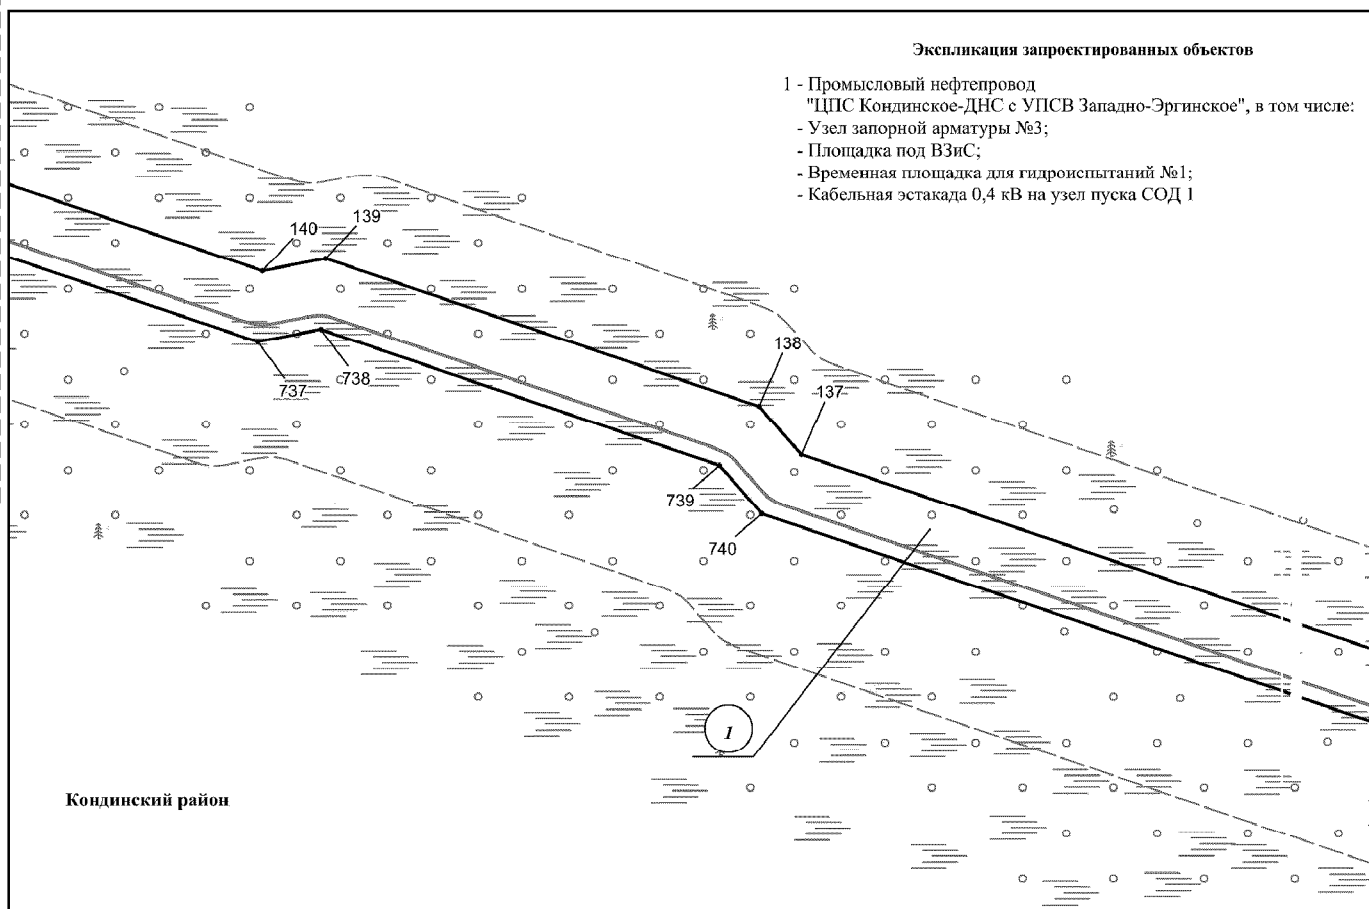 Экспликация запроектированных объектов
1 - Промысловый нефтепровод
"ЦПС Кондинское-ДНС с УПСВ Западно-Эргинское", в том числе:
- Узел запорной арматуры №3;
- Площадка под ВЗиС;
- Временная площадка для гидроиспытаний №1;
- Кабельная эстакада 0,4 кВ на узел пуска СОД 1
140
139
138
137
737
738
739
740
1
Кондинский район